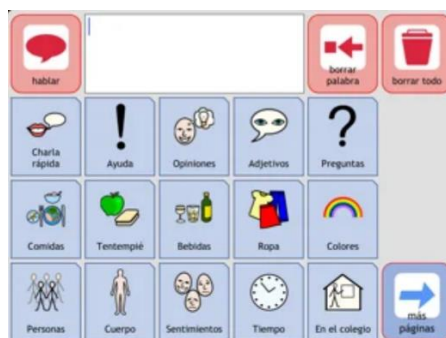 hablar
borrar
palabra
borrar todo
Charla
rápida
Ayuda
Opiniones
Adjetivos
Preguntas
Comidas
Tentempié
Bebidas
Ropa
Colores
Personas
Cuerpo
Sentimientos
Tiempo
En el colegio
más
páginas